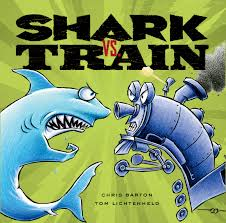 SHARK
VS.
TRAIN
CHRIS BARTON
TOM LICHTENHELD